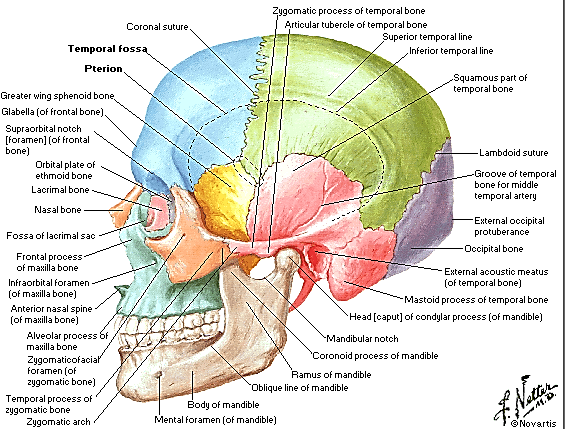 Zygomatic process of temporal bone
Articular tubercle of temporal bone
Coronal suture
Superior temporal line
Temporal fossa
Inferior temporal line
Pterion
Squamous part of
temporal bone
Greater wing sphenoid bone
Glabella (of frontal bone)
Supraorbital notch
[foramen] (of frontal
bone)
Orbital plate of
ethmoid bone
Lacrimal bone
Nasal bone
Fossa of lacrimal sac
Frontal process
of maxilla bone
Infraorbital foramen
(of maxilla bone)
Anterior nasal spine
(of maxilla bone)
Alveolar process of
maxilla bone
Zygomaticofacial
foramen (of
zygomatic bone)
Temporal process of
zygomatic bone
Zygomatic arch
Lambdoid suture
Groove of temporal
bone for middle
temporal artery
External occipital
protuberance
Occipital bone
External acoustic meatus
(of temporal bone)
Mastoid process of temporal bone
Head [caput] of condylar process (of mandible)
Mandibular notch
Coronoid process of mandible
Ramus of mandible
Oblique line of mandible
Body of mandible
Mental foramen (of mandible)
F. Netter
M.D.
©Novartis